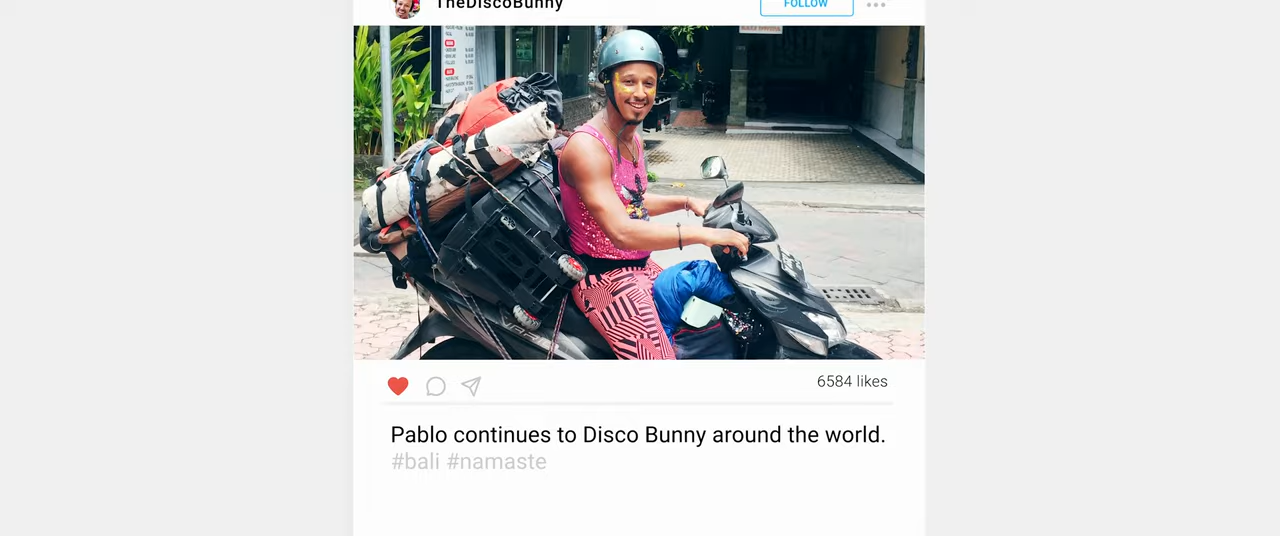 TheDiscoBunny
FOLLOW
6584 likes
Pablo continues to Disco Bunny around the world.
#bali #namaste